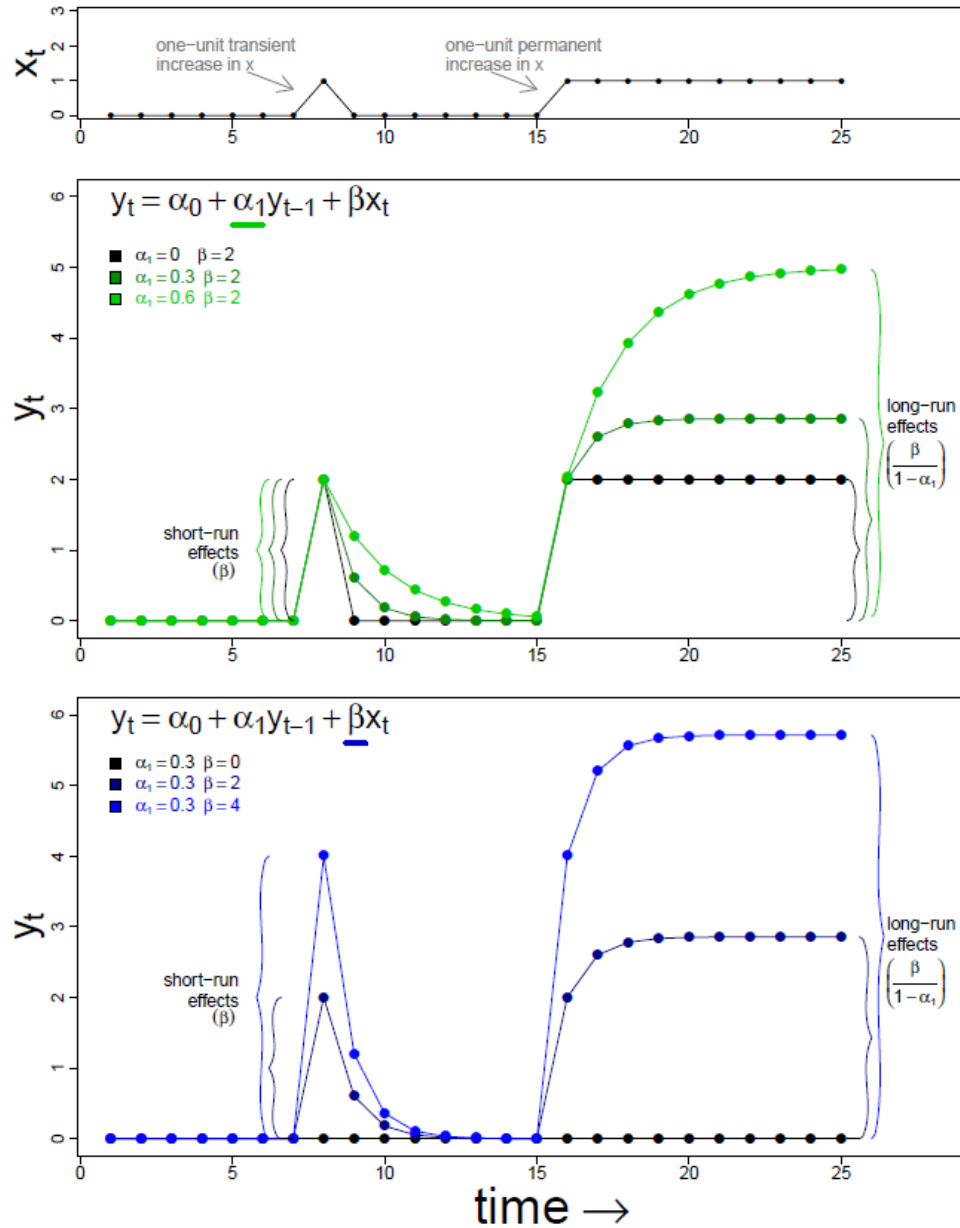 3
2
1
0
x_t
one−unit transient
increase in x
one−unit permanent
increase in x
0 5 10 15 20 25
y_t = α_0 + α_1y_{t−1} + βx_t
α_1 = 0 β = 2
α_1 = 0.3 β = 2
α_1 = 0.6 β = 2
6
5
4
3
2
1
0
y_t
short−run
effects
(β)
long−run
effects
(β / 1 − α_1)
0 5 10 15 20 25
y_t = α_0 + α_1y_{t−1} + βx_t
α_1 = 0.3 β = 0
α_1 = 0.3 β = 2
α_1 = 0.3 β = 4
6
5
4
3
2
1
0
y_t
short−run
effects
(β)
long−run
effects
(β / 1 − α_1)
0 5 10 15 20 25
time →